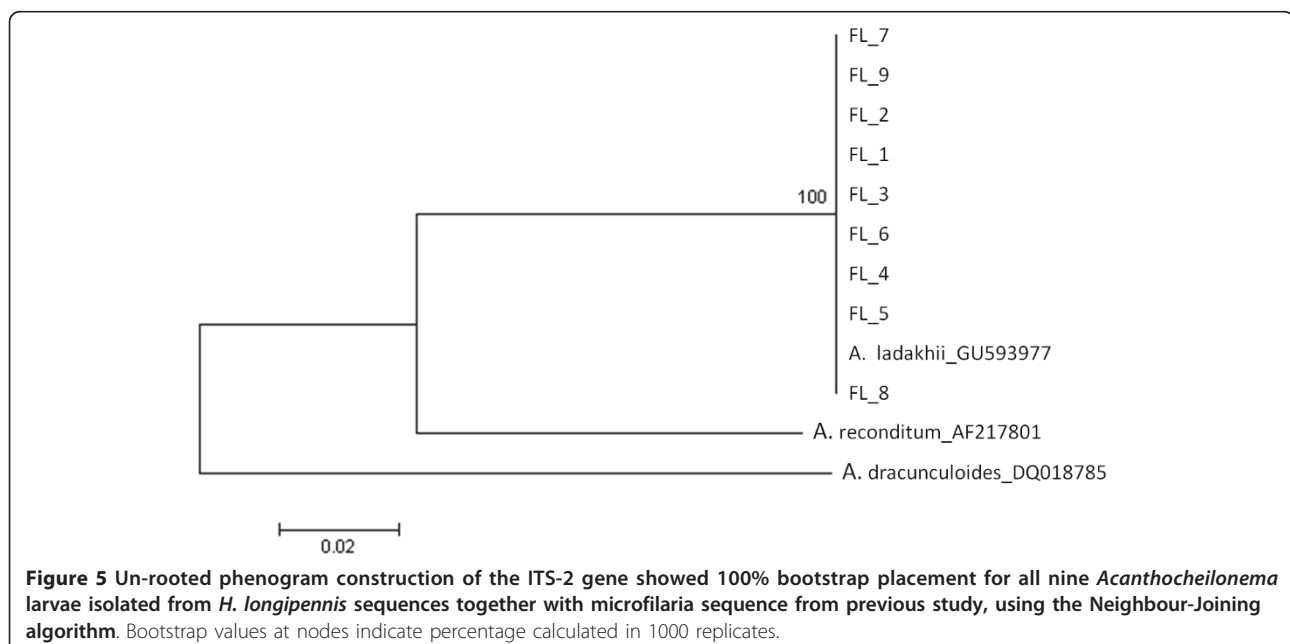 FL_7
FL_9
FL_2
FL_1
100
FL_3
FL_6
FL_4
FL_5
A. ladakhii_GU593977
FL_8
A. reconditum_AF217801
A. dracunculoides_DQ018785
0.02
Figure 5 Un-rooted phenogram construction of the ITS-2 gene showed 100% bootstrap placement for all nine Acanthocheilonema
larvae isolated from H. longipennis sequences together with microfilaria sequence from previous study, using the Neighbour-Joining
algorithm. Bootstrap values at nodes indicate percentage calculated in 1000 replicates.